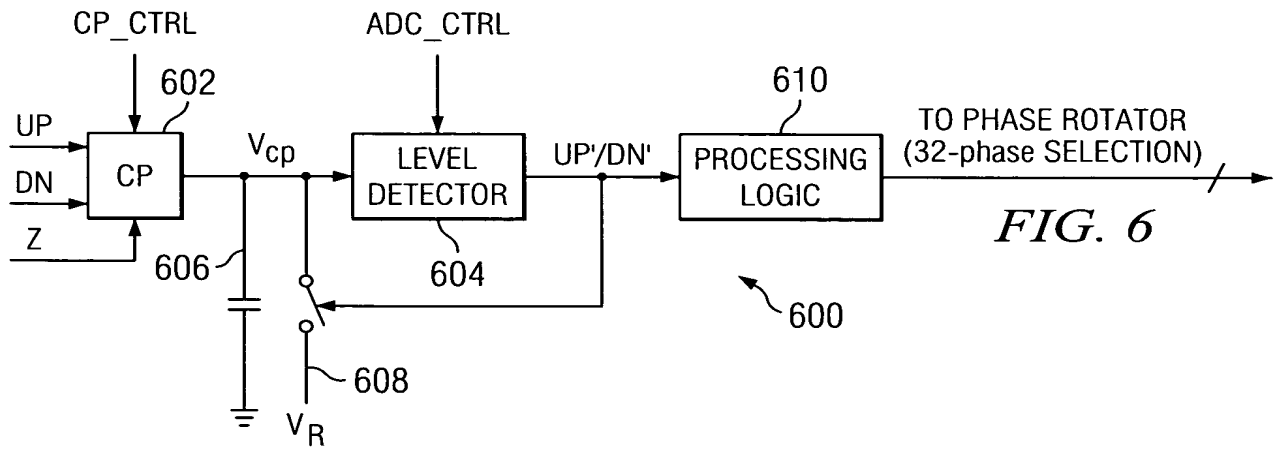 CP_CTRL
ADC_CTRL
602
610
UP
DN
Z
CP
Vcp
LEVEL
DETECTOR
UP'/DN'
PROCESSING
LOGIC
TO PHASE ROTATOR
(32-phase SELECTION)
604
606
608
VR
600
FIG. 6